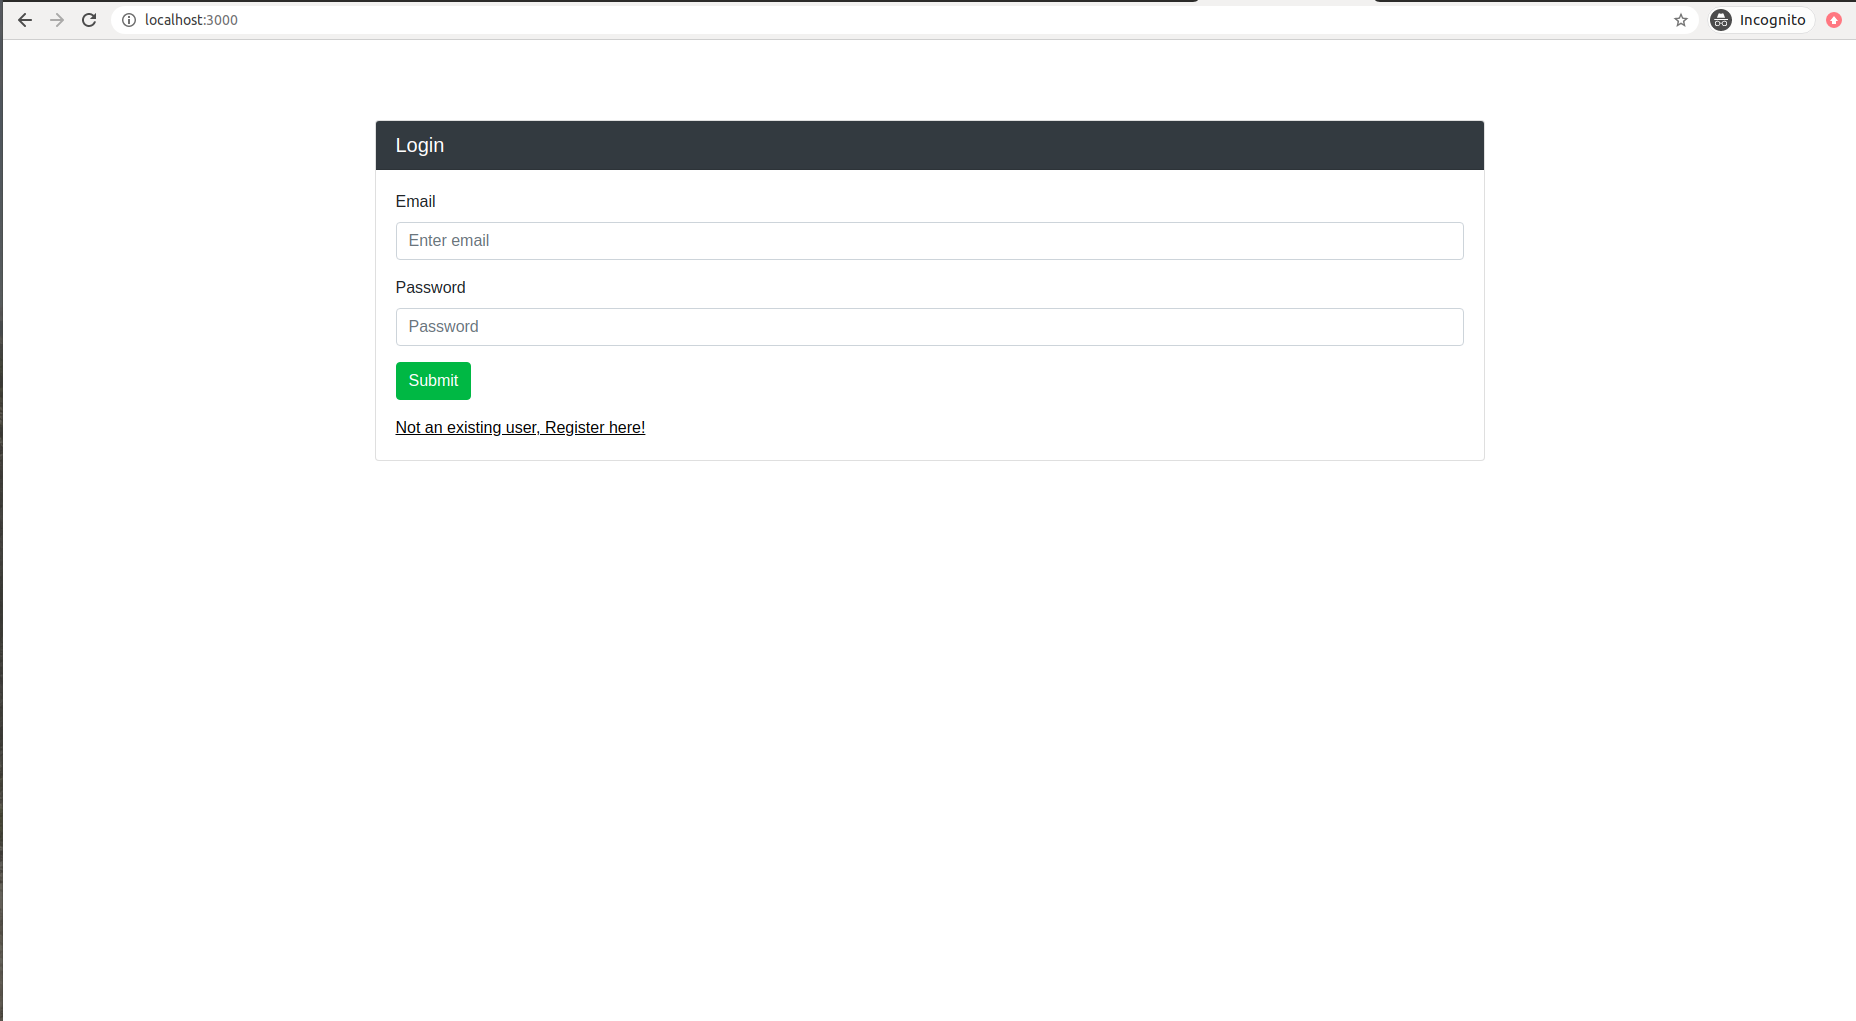 localhost:3000
Incognito
Login
Email
Enter email
Password
Password
Submit
Not an existing user, Register here!